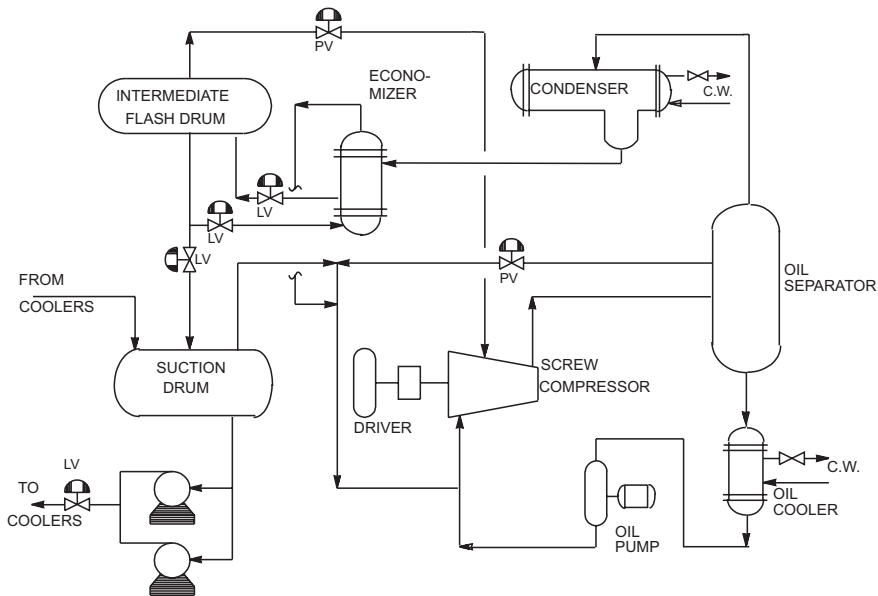 PV
ECONO-
MIZER
INTERMEDIATE
FLASH DRUM
CONDENSER
C.W.
LV
LV
LV
FROM
COOLERS
PV
OIL
SEPARATOR
SUCTION
DRUM
SCREW
COMPRESSOR
DRIVER
LV
TO
COOLERS
C.W.
OIL
COOLER
OIL
PUMP